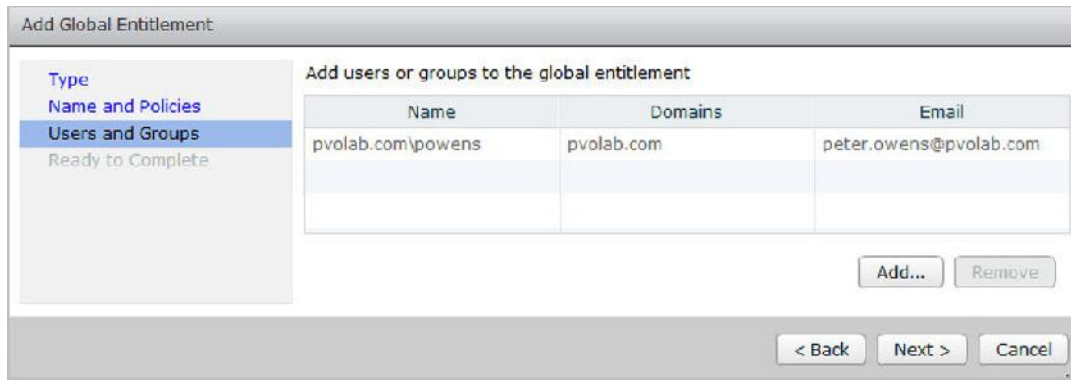 Add Global Entitlement
Type
Name and Policies
Users and Groups
Ready to Complete
Add users or groups to the global entitlement
Name Domains Email
pvolab.com\powens pvolab.com peter.owens@pvolab.com
Add... Remove
< Back Next > Cancel